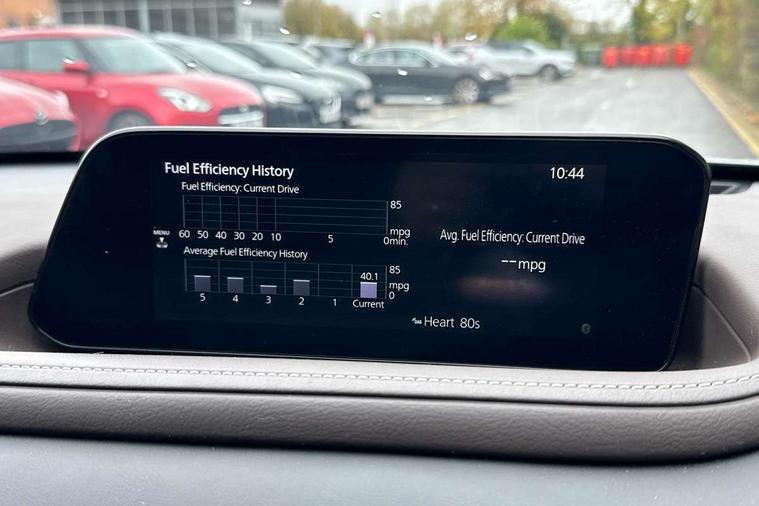 Fuel Efficiency History
10:44
Fuel Efficiency: Current Drive
85
mpg
60 50 40 30 20 10 5 0min.
MENU
Average Fuel Efficiency History
40.1
85
mpg
0
5 4 3 2 1 Current
Avg. Fuel Efficiency: Current Drive
--mpg
Heart 80s